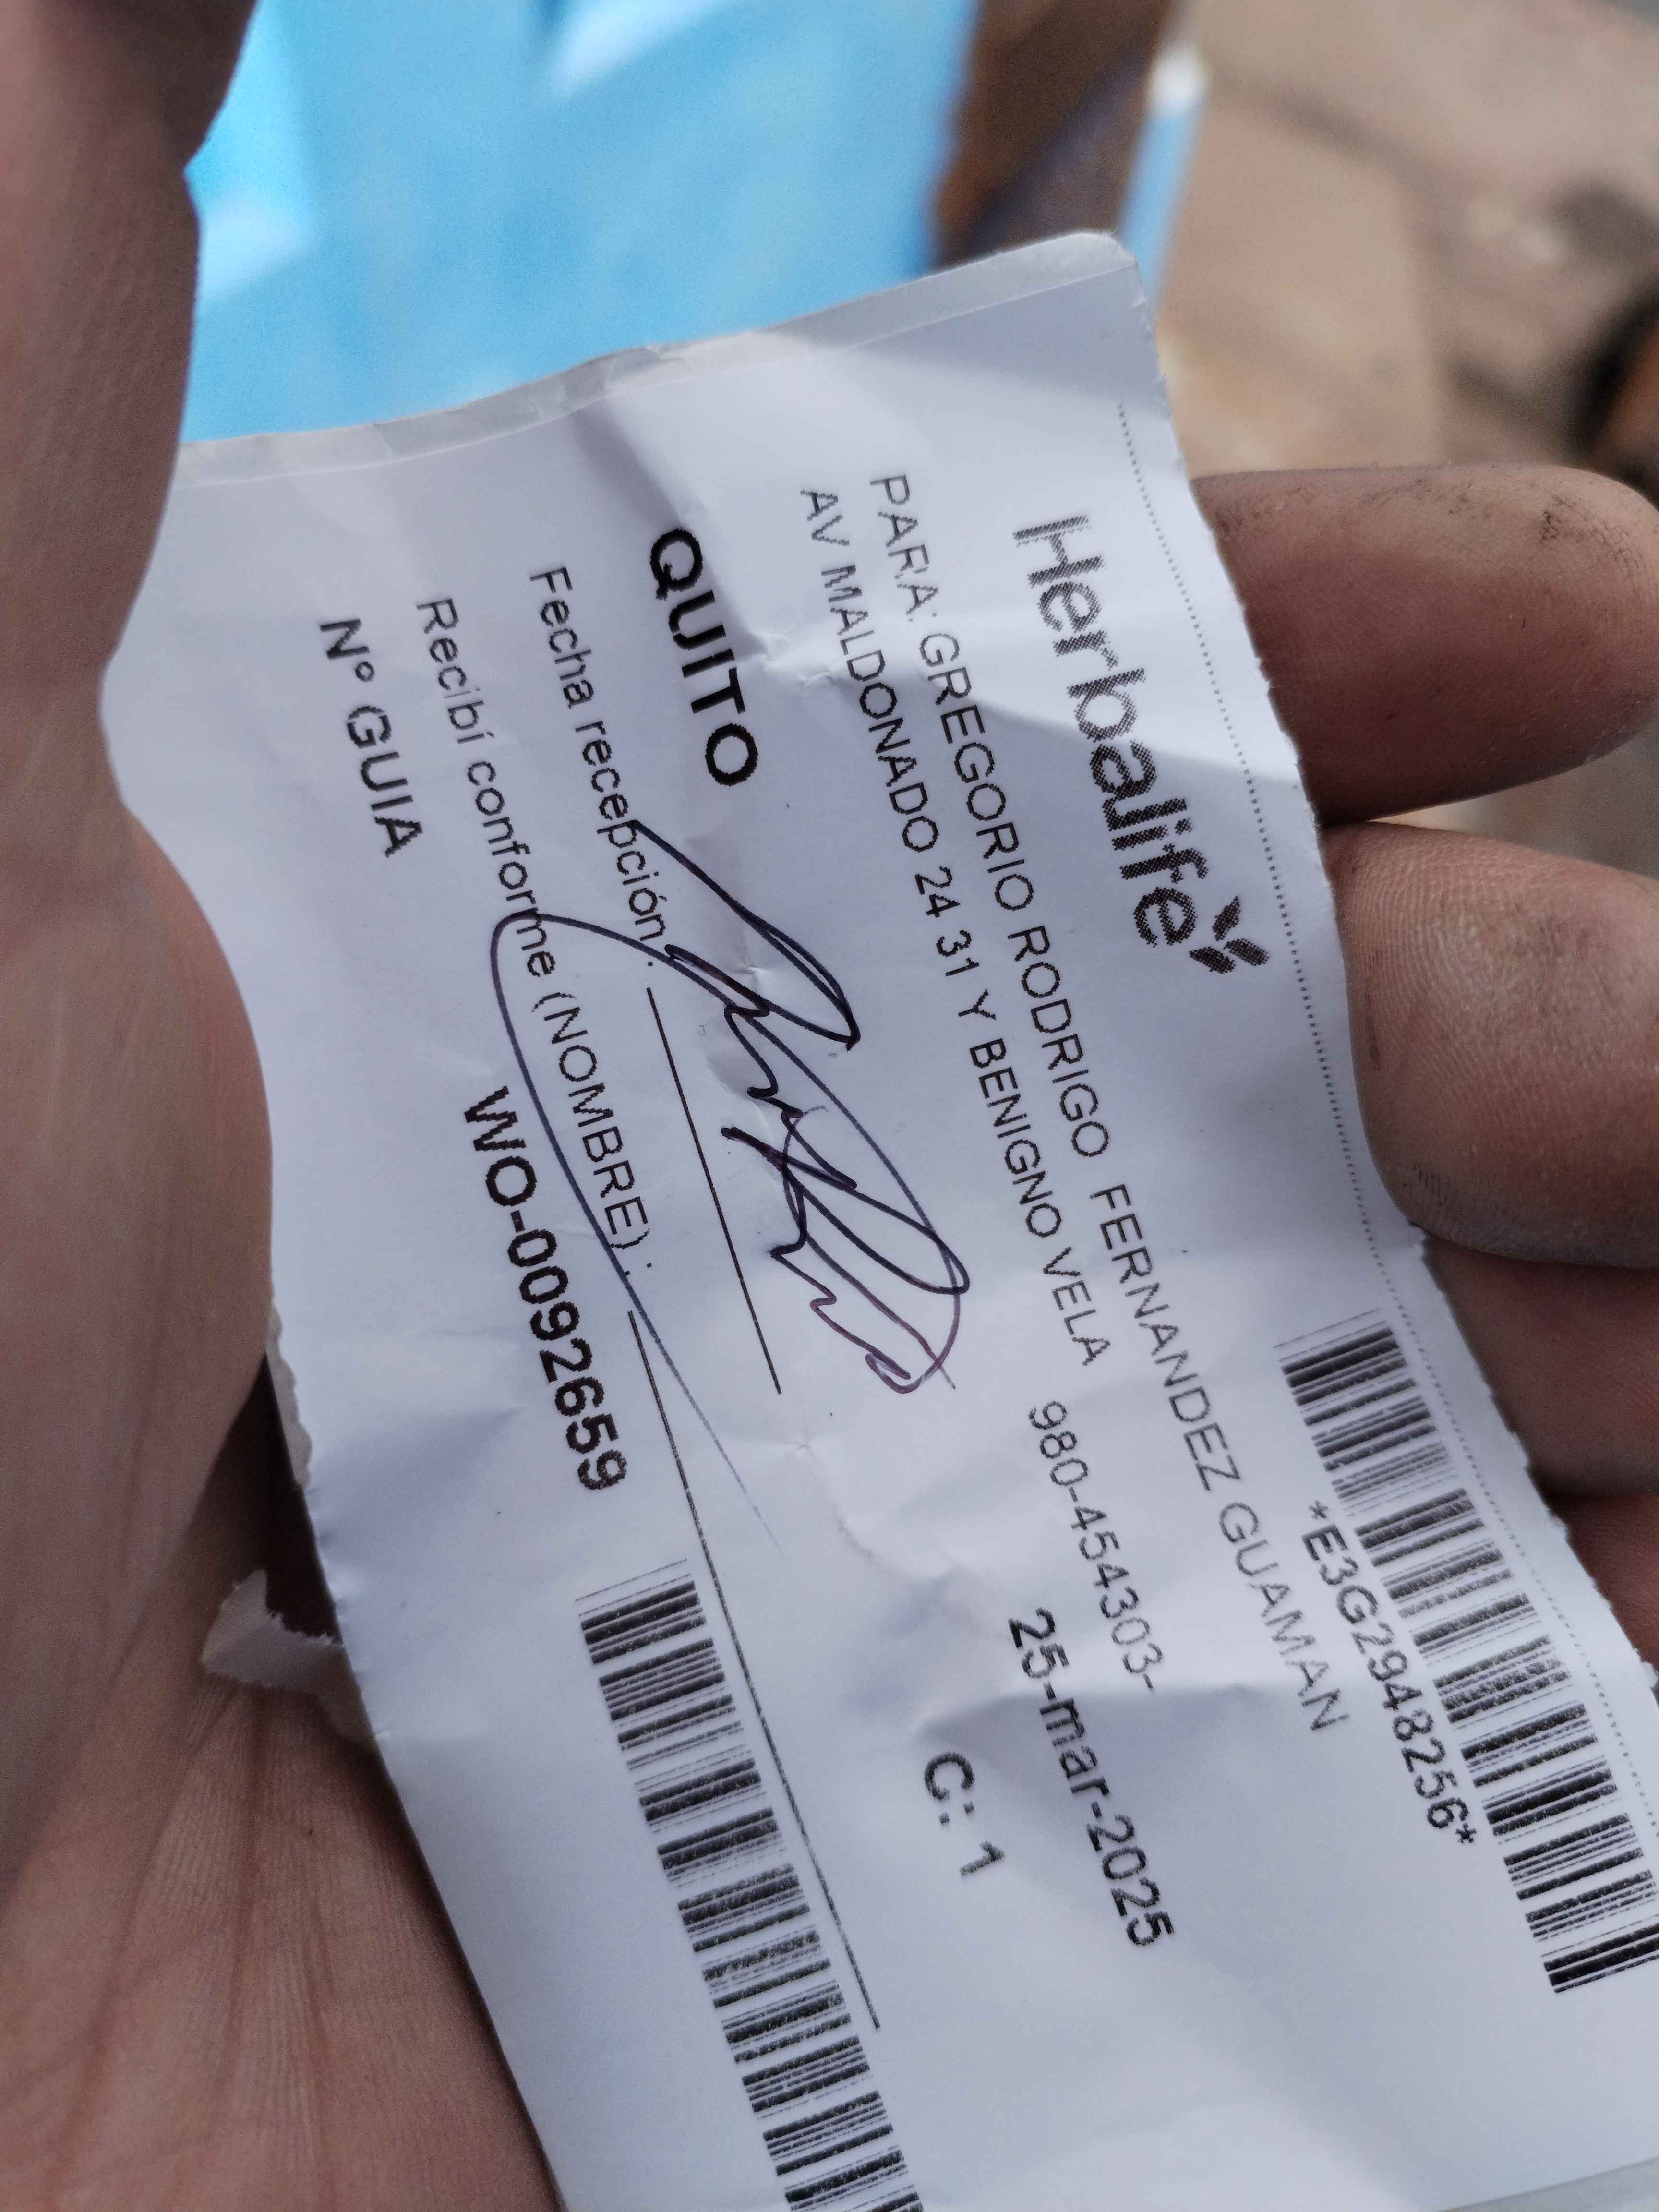 Herbalife
*E3G2948256*
PARA: GREGORIO RODRIGO FERNANDEZ GUAMAN
AV MALDONADO 24 31 Y BENIGNO VELA 980-454303-
25-mar-2025
QUITO C: 1
Fecha recepción:
Recibí conforme (NOMBRE) :
Nº GUIA WO-0092659